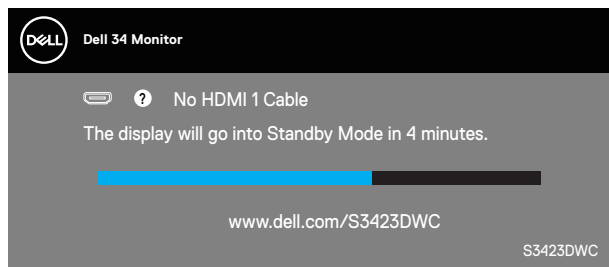 DELL
Dell 34 Monitor
? No HDMI 1 Cable
The display will go into Standby Mode in 4 minutes.
www.dell.com/S3423DWC
S3423DWC